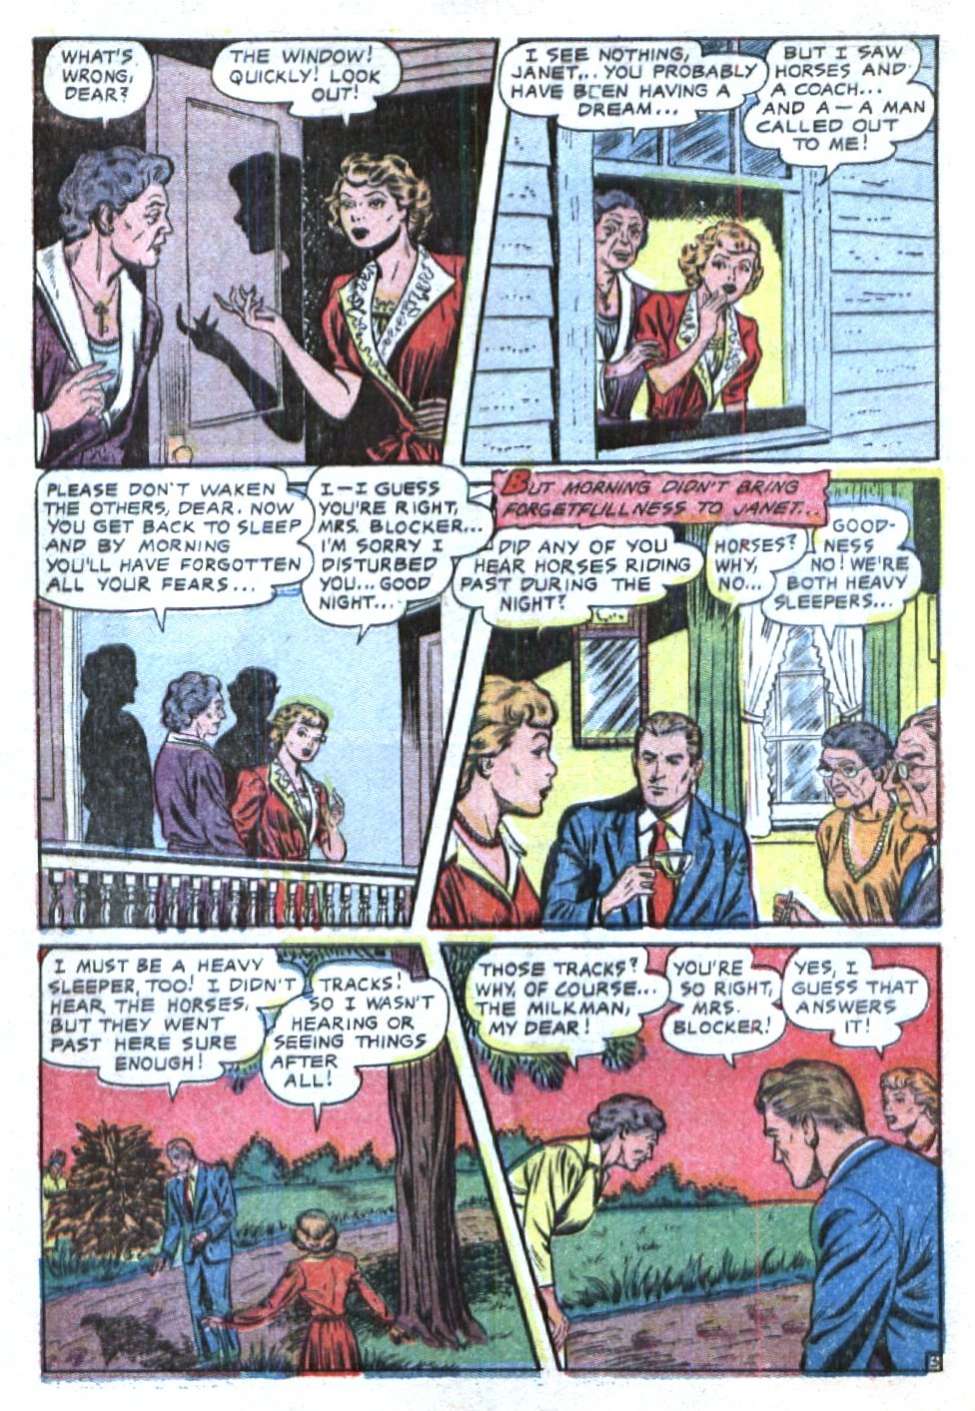 WHAT'S
WRONG,
DEAR?
THE WINDOW!
QUICKLY! LOOK
OUT!
I SEE NOTHING,
JANET... YOU PROBABLY
HAVE BEEN HAVING A
DREAM...
BUT I SAW
HORSES AND
A COACH...
AND A — A MAN
CALLED OUT
TO ME!
PLEASE DON'T WAKEN
THE OTHERS, DEAR. NOW
YOU GET BACK TO SLEEP
AND BY MORNING
YOU'LL HAVE FORGOTTEN
ALL YOUR FEARS...
I—I GUESS
YOU'RE RIGHT,
MRS. BLOCKER...
I'M SORRY I
DISTURBED
YOU... GOOD
NIGHT...
BUT MORNING DIDN'T BRING
FORGETFULLNESS TO JANET...
DID ANY OF YOU
HEAR HORSES RIDING
PAST DURING THE
NIGHT?
HORSES?
WHY,
NO...
GOOD-
NESS
NO! WE'RE
BOTH HEAVY
SLEEPERS...
I MUST BE A HEAVY
SLEEPER, TOO! I DIDN'T
HEAR THE HORSES,
BUT THEY WENT
PAST HERE SURE
ENOUGH!
TRACKS!
SO I WASN'T
HEARING OR
SEEING THINGS
AFTER
ALL!
THOSE TRACKS?
WHY, OF COURSE...
THE MILKMAN,
MY DEAR!
YOU'RE
SO RIGHT,
MRS.
BLOCKER!
YES, I
GUESS THAT
ANSWERS
IT!